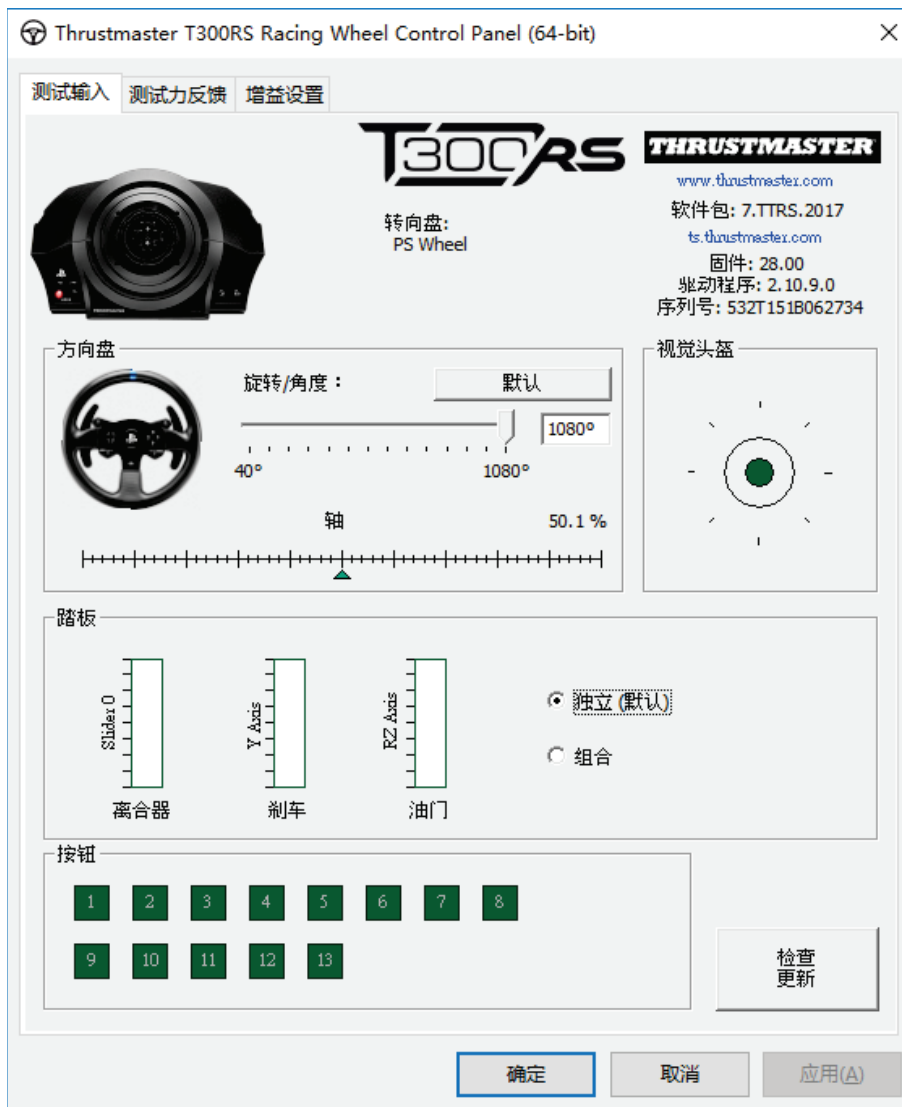 Thrustmaster T300RS Racing Wheel Control Panel (64-bit)
测试输入 测试力反馈 增益设置
T300RS
THRUSTMASTER
www.thrustmaster.com
转向盘:
PS Wheel
软件包: 7.TTRS.2017
ts.thrustmaster.com
固件: 28.00
驱动程序: 2.10.9.0
序列号: 532T151B062734
方向盘
旋转/角度：
默认
1080°
40°
1080°
轴
50.1 %
视觉头盔
踏板
Slider 0
Y Axis
RZ Axis
离合器
刹车
油门
独立 (默认)
组合
按钮
1 2 3 4 5 6 7 8
9 10 11 12 13
检查
更新
确定
取消
应用(A)